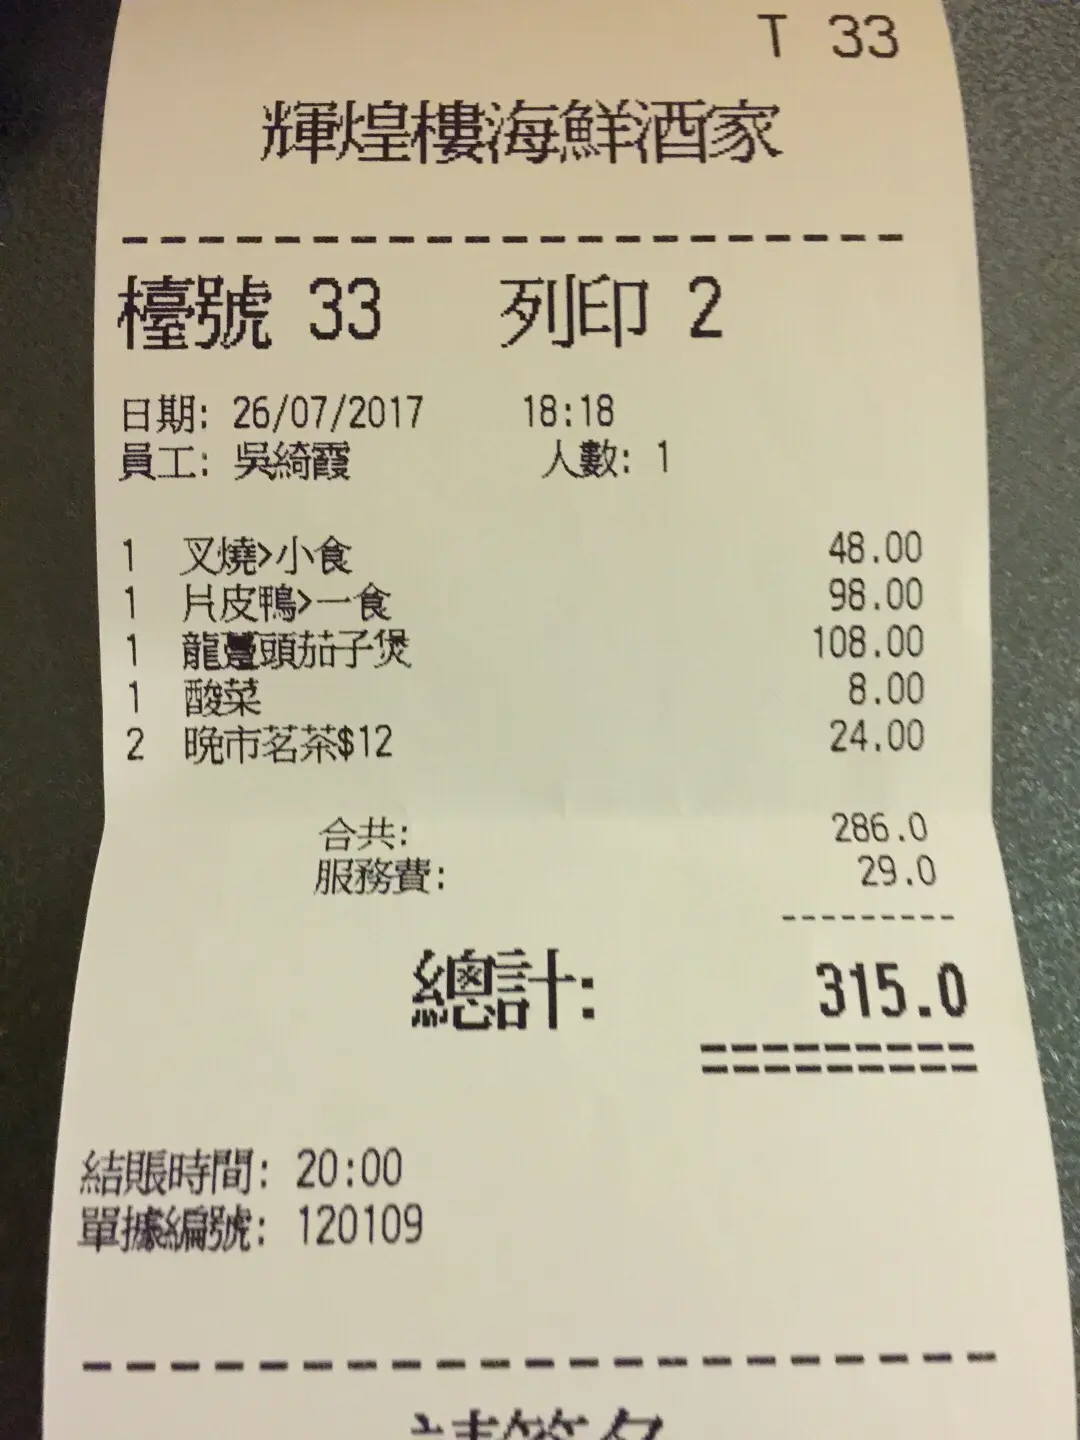 T 33
輝煌樓海鮮酒家
檯號 33 列印 2
日期: 26/07/2017 18:18
員工: 吳綺霞 人數: 1
1 叉燒>小食 48.00
1 片皮鴨>一食 98.00
1 龍躉頭茄子煲 108.00
1 酸菜 8.00
2 晚市茗茶$12 24.00
合共: 286.0
服務費: 29.0
總計: 315.0
結賬時間: 20:00
單據編號: 120109